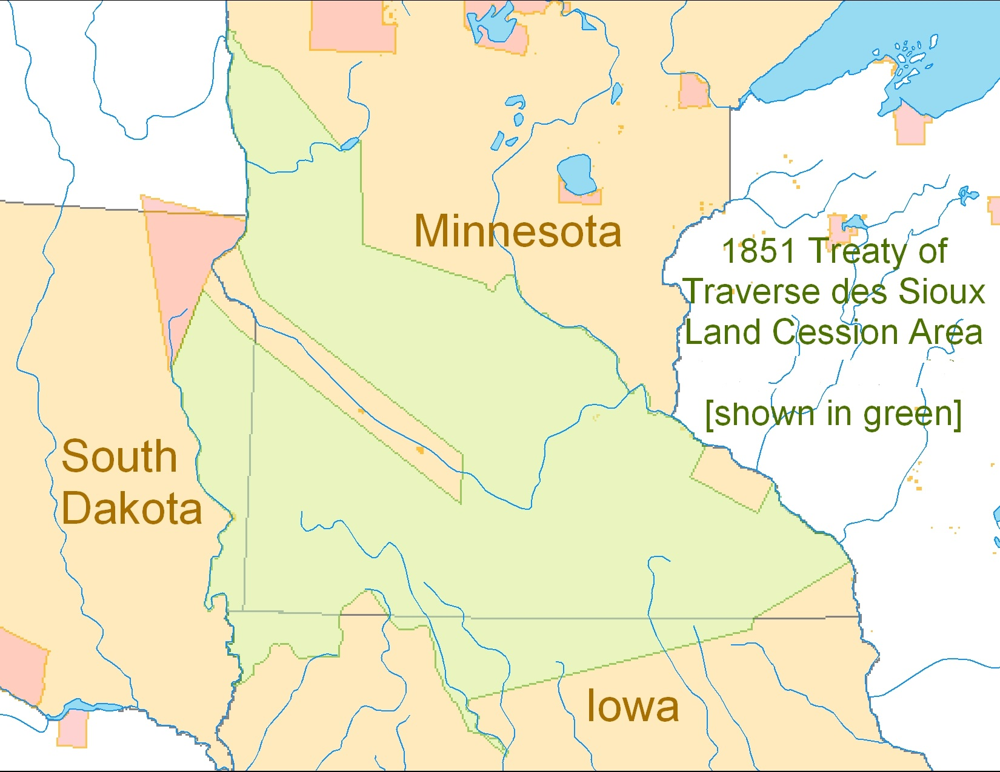 Minnesota
1851 Treaty of
Traverse des Sioux
Land Cession Area
[shown in green]
South
Dakota
Iowa